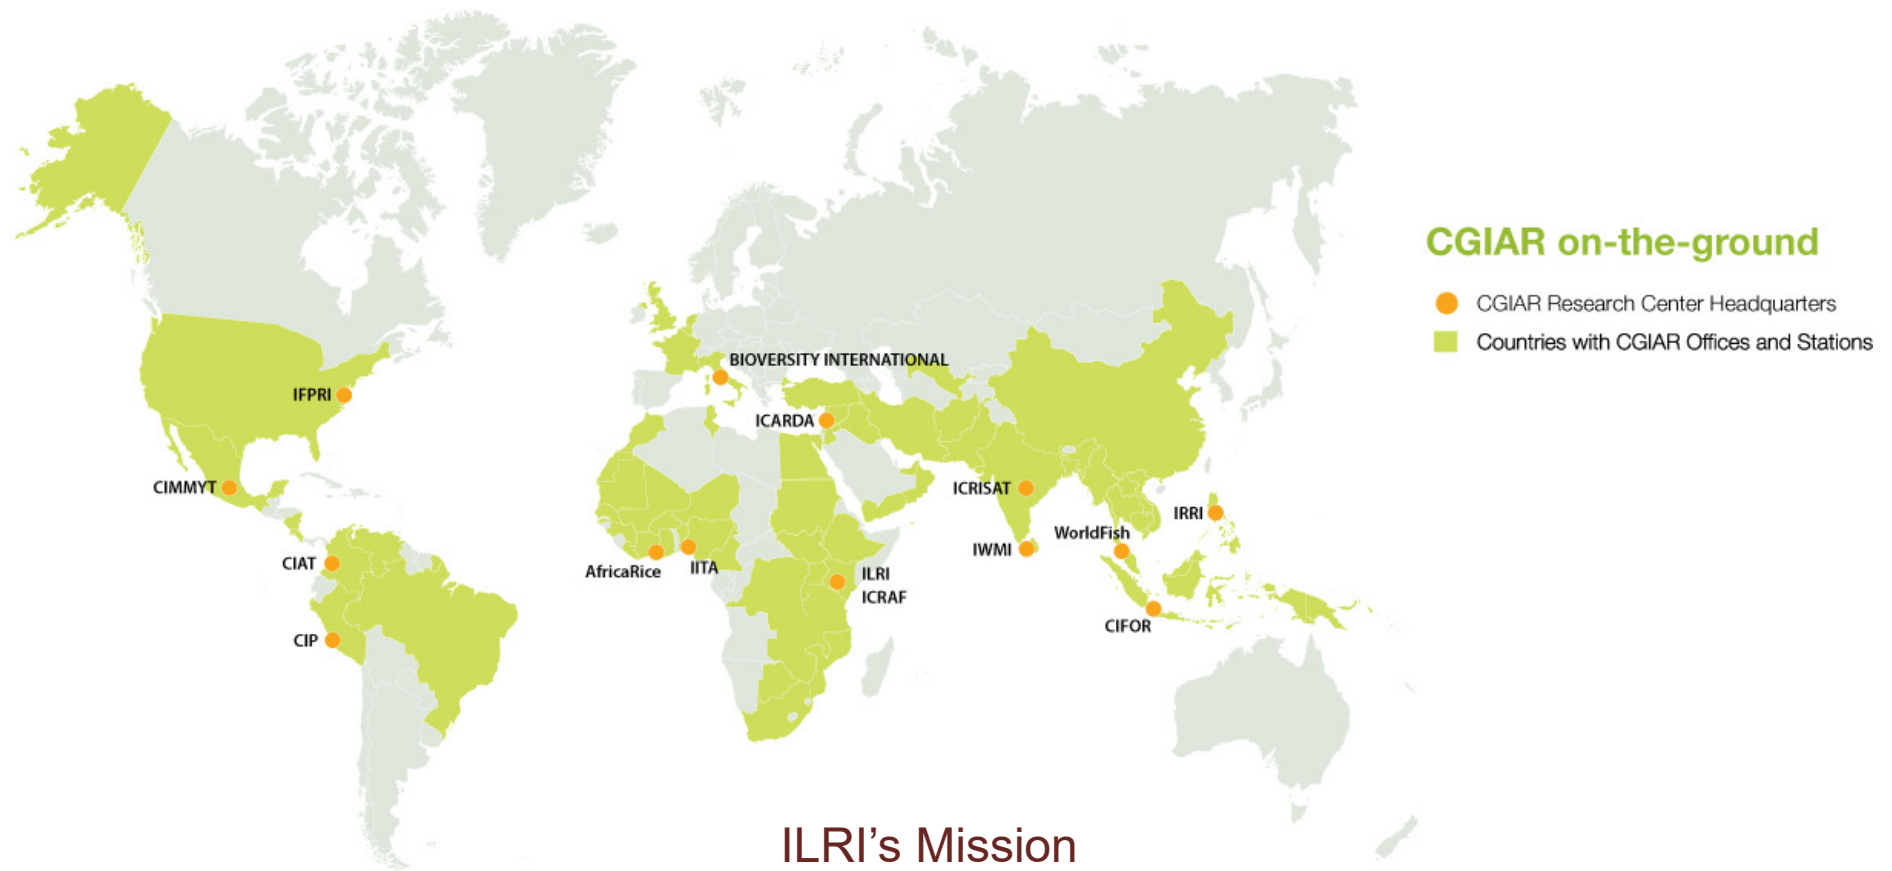 CGIAR on-the-ground
CGIAR Research Center Headquarters
Countries with CGIAR Offices and Stations
BIOVERSITY INTERNATIONAL
IFPRI
ICARDA
CIMMYT
ICRISAT
IRRI
WorldFish
IWMI
CIAT
AfricaRice
IITA
ILRI
ICRAF
CIFOR
CIP
ILRI’s Mission